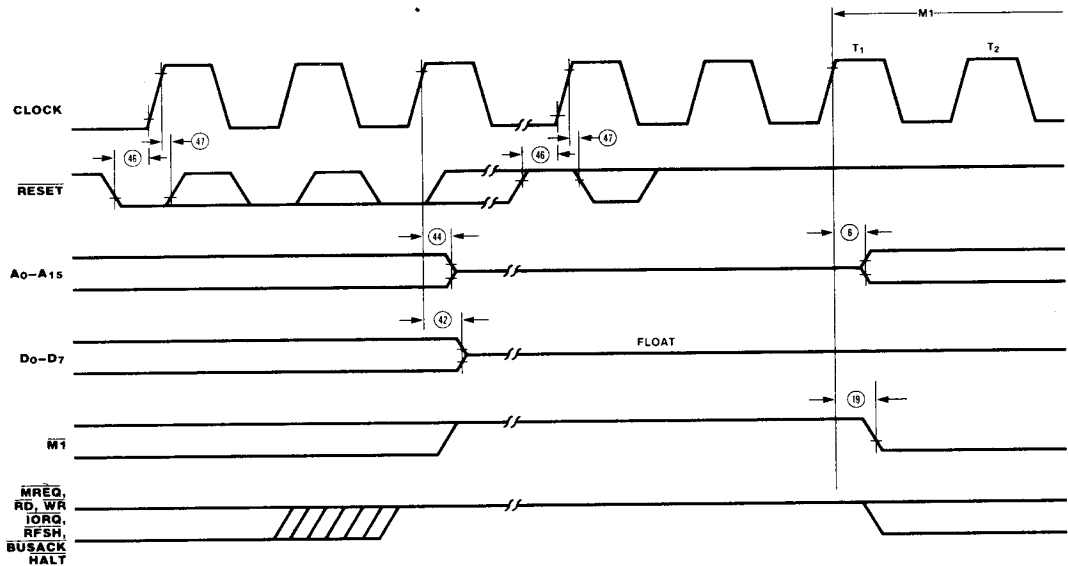 M1
T1 T2
CLOCK
46 47 46 47
RESET
44 6
A0–A15
42
D0–D7 FLOAT
19
M1
MREQ,
RD, WR
IORQ,
RFSH,
BUSACK
HALT